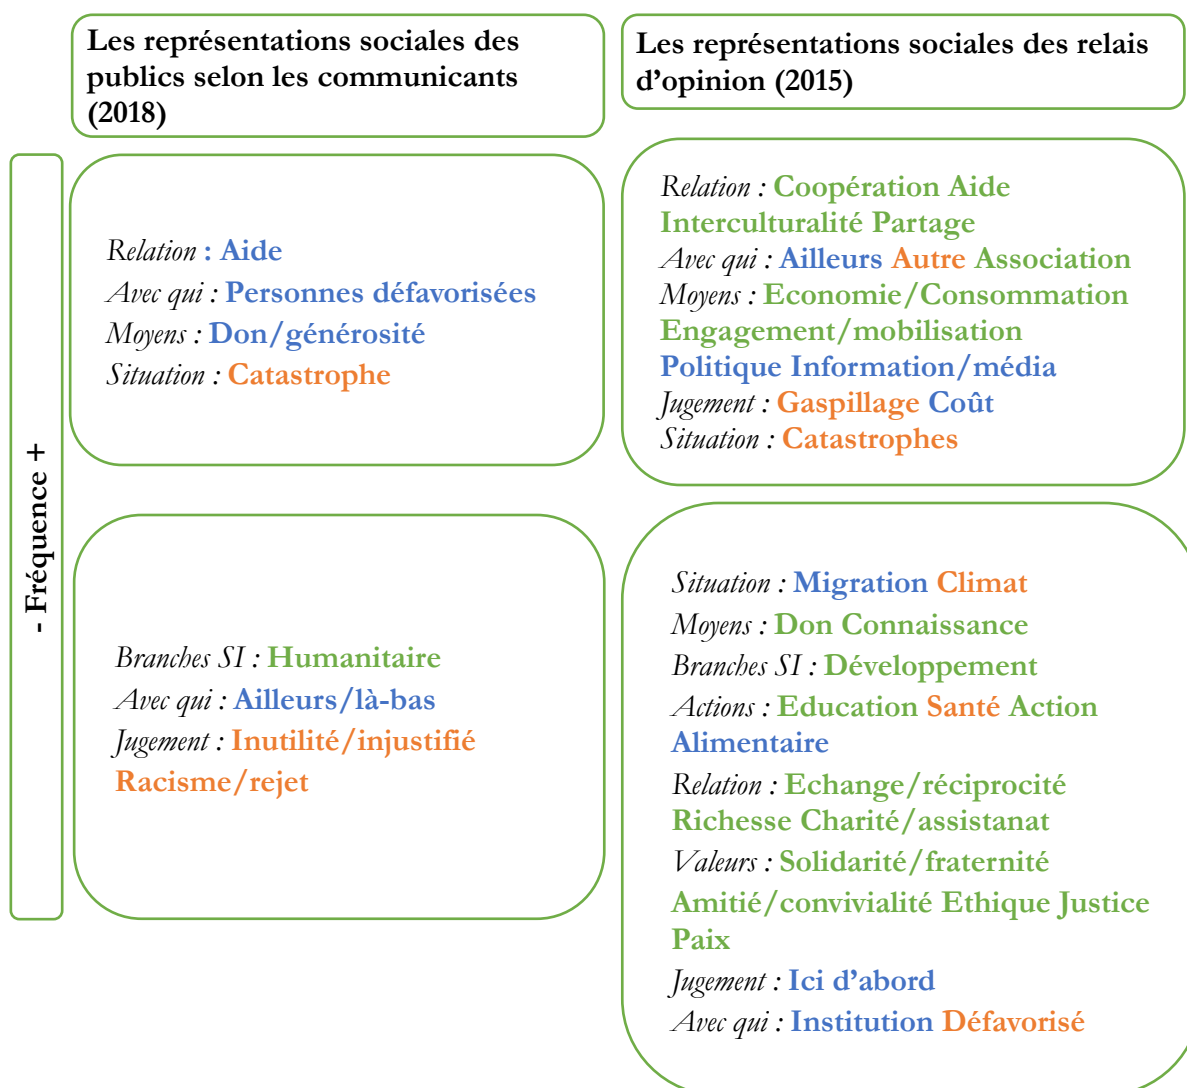 Les représentations sociales des
publics selon les communicants
(2018)
Les représentations sociales des relais
d’opinion (2015)
- Fréquence +
Relation : Aide
Avec qui : Personnes défavorisées
Moyens : Don/générosité
Situation : Catastrophe
Relation : Coopération Aide
Interculturalité Partage
Avec qui : Ailleurs Autre Association
Moyens : Economie/Consommation
Engagement/mobilisation
Politique Information/média
Jugement : Gaspillage Coût
Situation : Catastrophes
Branches SI : Humanitaire
Avec qui : Ailleurs/là-bas
Jugement : Inutilité/injustifié
Racisme/rejet
Situation : Migration Climat
Moyens : Don Connaissance
Branches SI : Développement
Actions : Education Santé Action
Alimentaire
Relation : Echange/réciprocité
Richesse Charité/assistanat
Valeurs : Solidarité/fraternité
Amitié/convivialité Ethique Justice
Paix
Jugement : Ici d’abord
Avec qui : Institution Défavorisé